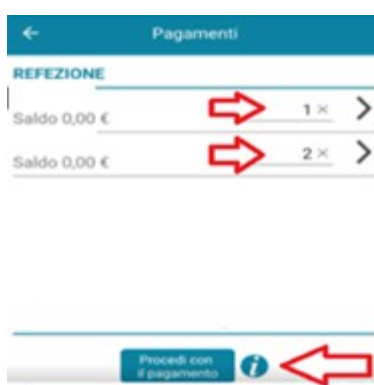 Pagamenti
REFEZIONE
1 ×
Saldo 0,00 €
2 ×
Saldo 0,00 €
Procedi con
il pagamento
i